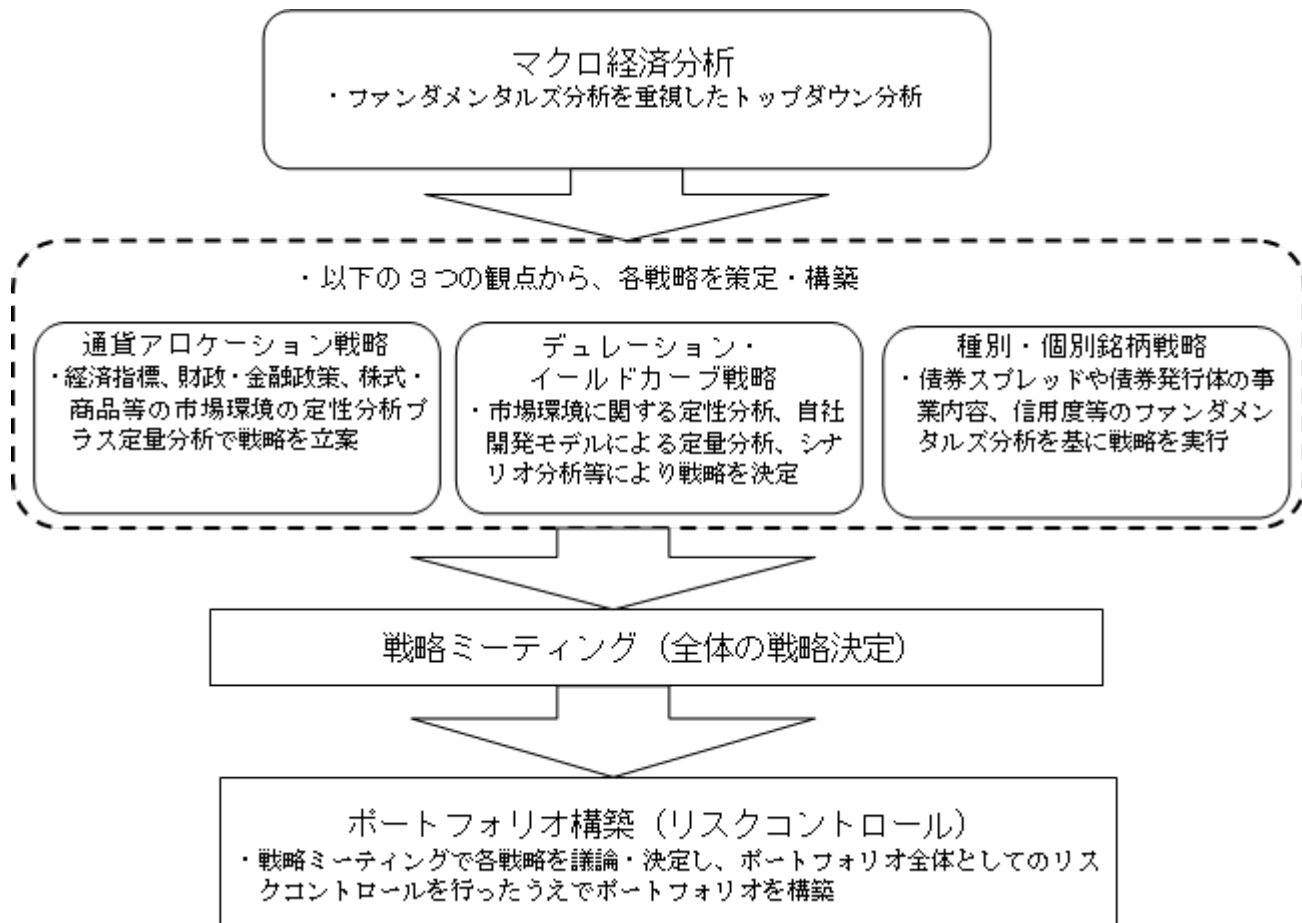 マクロ経済分析
・ファンダメンタルズ分析を重視したトップダウン分析
・以下の3つの観点から、各戦略を策定・構築
通貨アロケーション戦略
・経済指標、財政・金融政策、株式・
商品等の市場環境の定性分析プ
ラス定量分析で戦略を立案
デュレーション・
イールドカーブ戦略
・市場環境に関する定性分析、自社
開発モデルによる定量分析、シナ
リオ分析等により戦略を決定
種別・個別銘柄戦略
・債券スプレッドや債券発行体の事
業内容、信用度等のファンダメン
タルズ分析を基に戦略を実行
戦略ミーティング（全体の戦略決定）
ポートフォリオ構築（リスクコントロール）
・戦略ミーティングで各戦略を議論・決定し、ポートフォリオ全体としてのリス
クコントロールを行ったうえでポートフォリオを構築